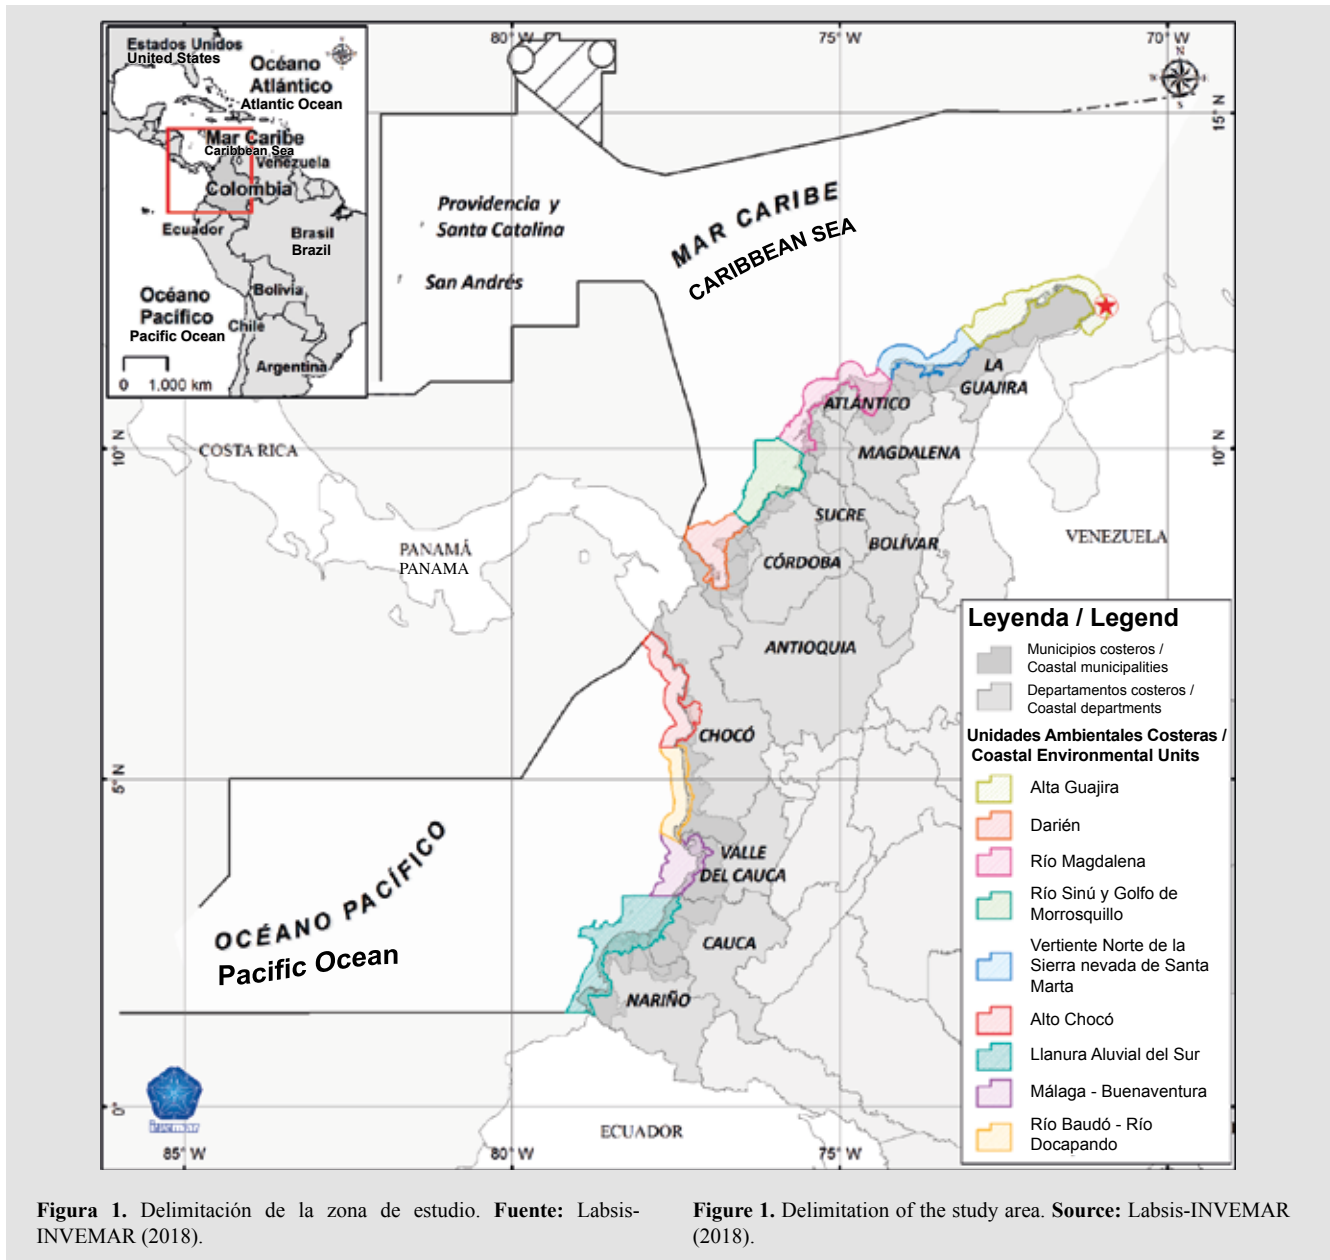 Estados Unidos
United States
Océano
Atlántico
Atlantic Ocean
Mar Caribe
Caribbean Sea
Venezuela
Colombia
Ecuador
Brasil
Brazil
Bolivia
Océano
Pacífico
Pacific Ocean
Chile
Argentina
0 1,000 km
80° W
75° W
70° W
N
W E
S
15° N
15° N
Providencia y
Santa Catalina
San Andrés
MAR CARIBE
CARIBBEAN SEA
LA
GUAJIRA
ATLÁNTICO
MAGDALENA
10° N
10° N
COSTA RICA
SUCRE
BOLÍVAR
VENEZUELA
PANAMÁ
PANAMA
CÓRDOBA
ANTIOQUIA
CHOCÓ
5° N
VALLE
DEL CAUCA
OCÉANO PACÍFICO
Pacific Ocean
CAUCA
NARIÑO
0°
ECUADOR
85° W
80° W
75° W
Leyenda / Legend
Municipios costeros /
Coastal municipalities
Departamentos costeros /
Coastal departments
Unidades Ambientales Costeras /
Coastal Environmental Units
Alta Guajira
Darién
Río Magdalena
Río Sinú y Golfo de
Morrosquillo
Vertiente Norte de la
Sierra nevada de Santa
Marta
Alto Chocó
Llanura Aluvial del Sur
Málaga - Buenaventura
Río Baudó - Río
Docapando
Figura 1. Delimitación de la zona de estudio. Fuente: Labsis-
INVEMAR (2018).
Figure 1. Delimitation of the study area. Source: Labsis-INVEMAR
(2018).